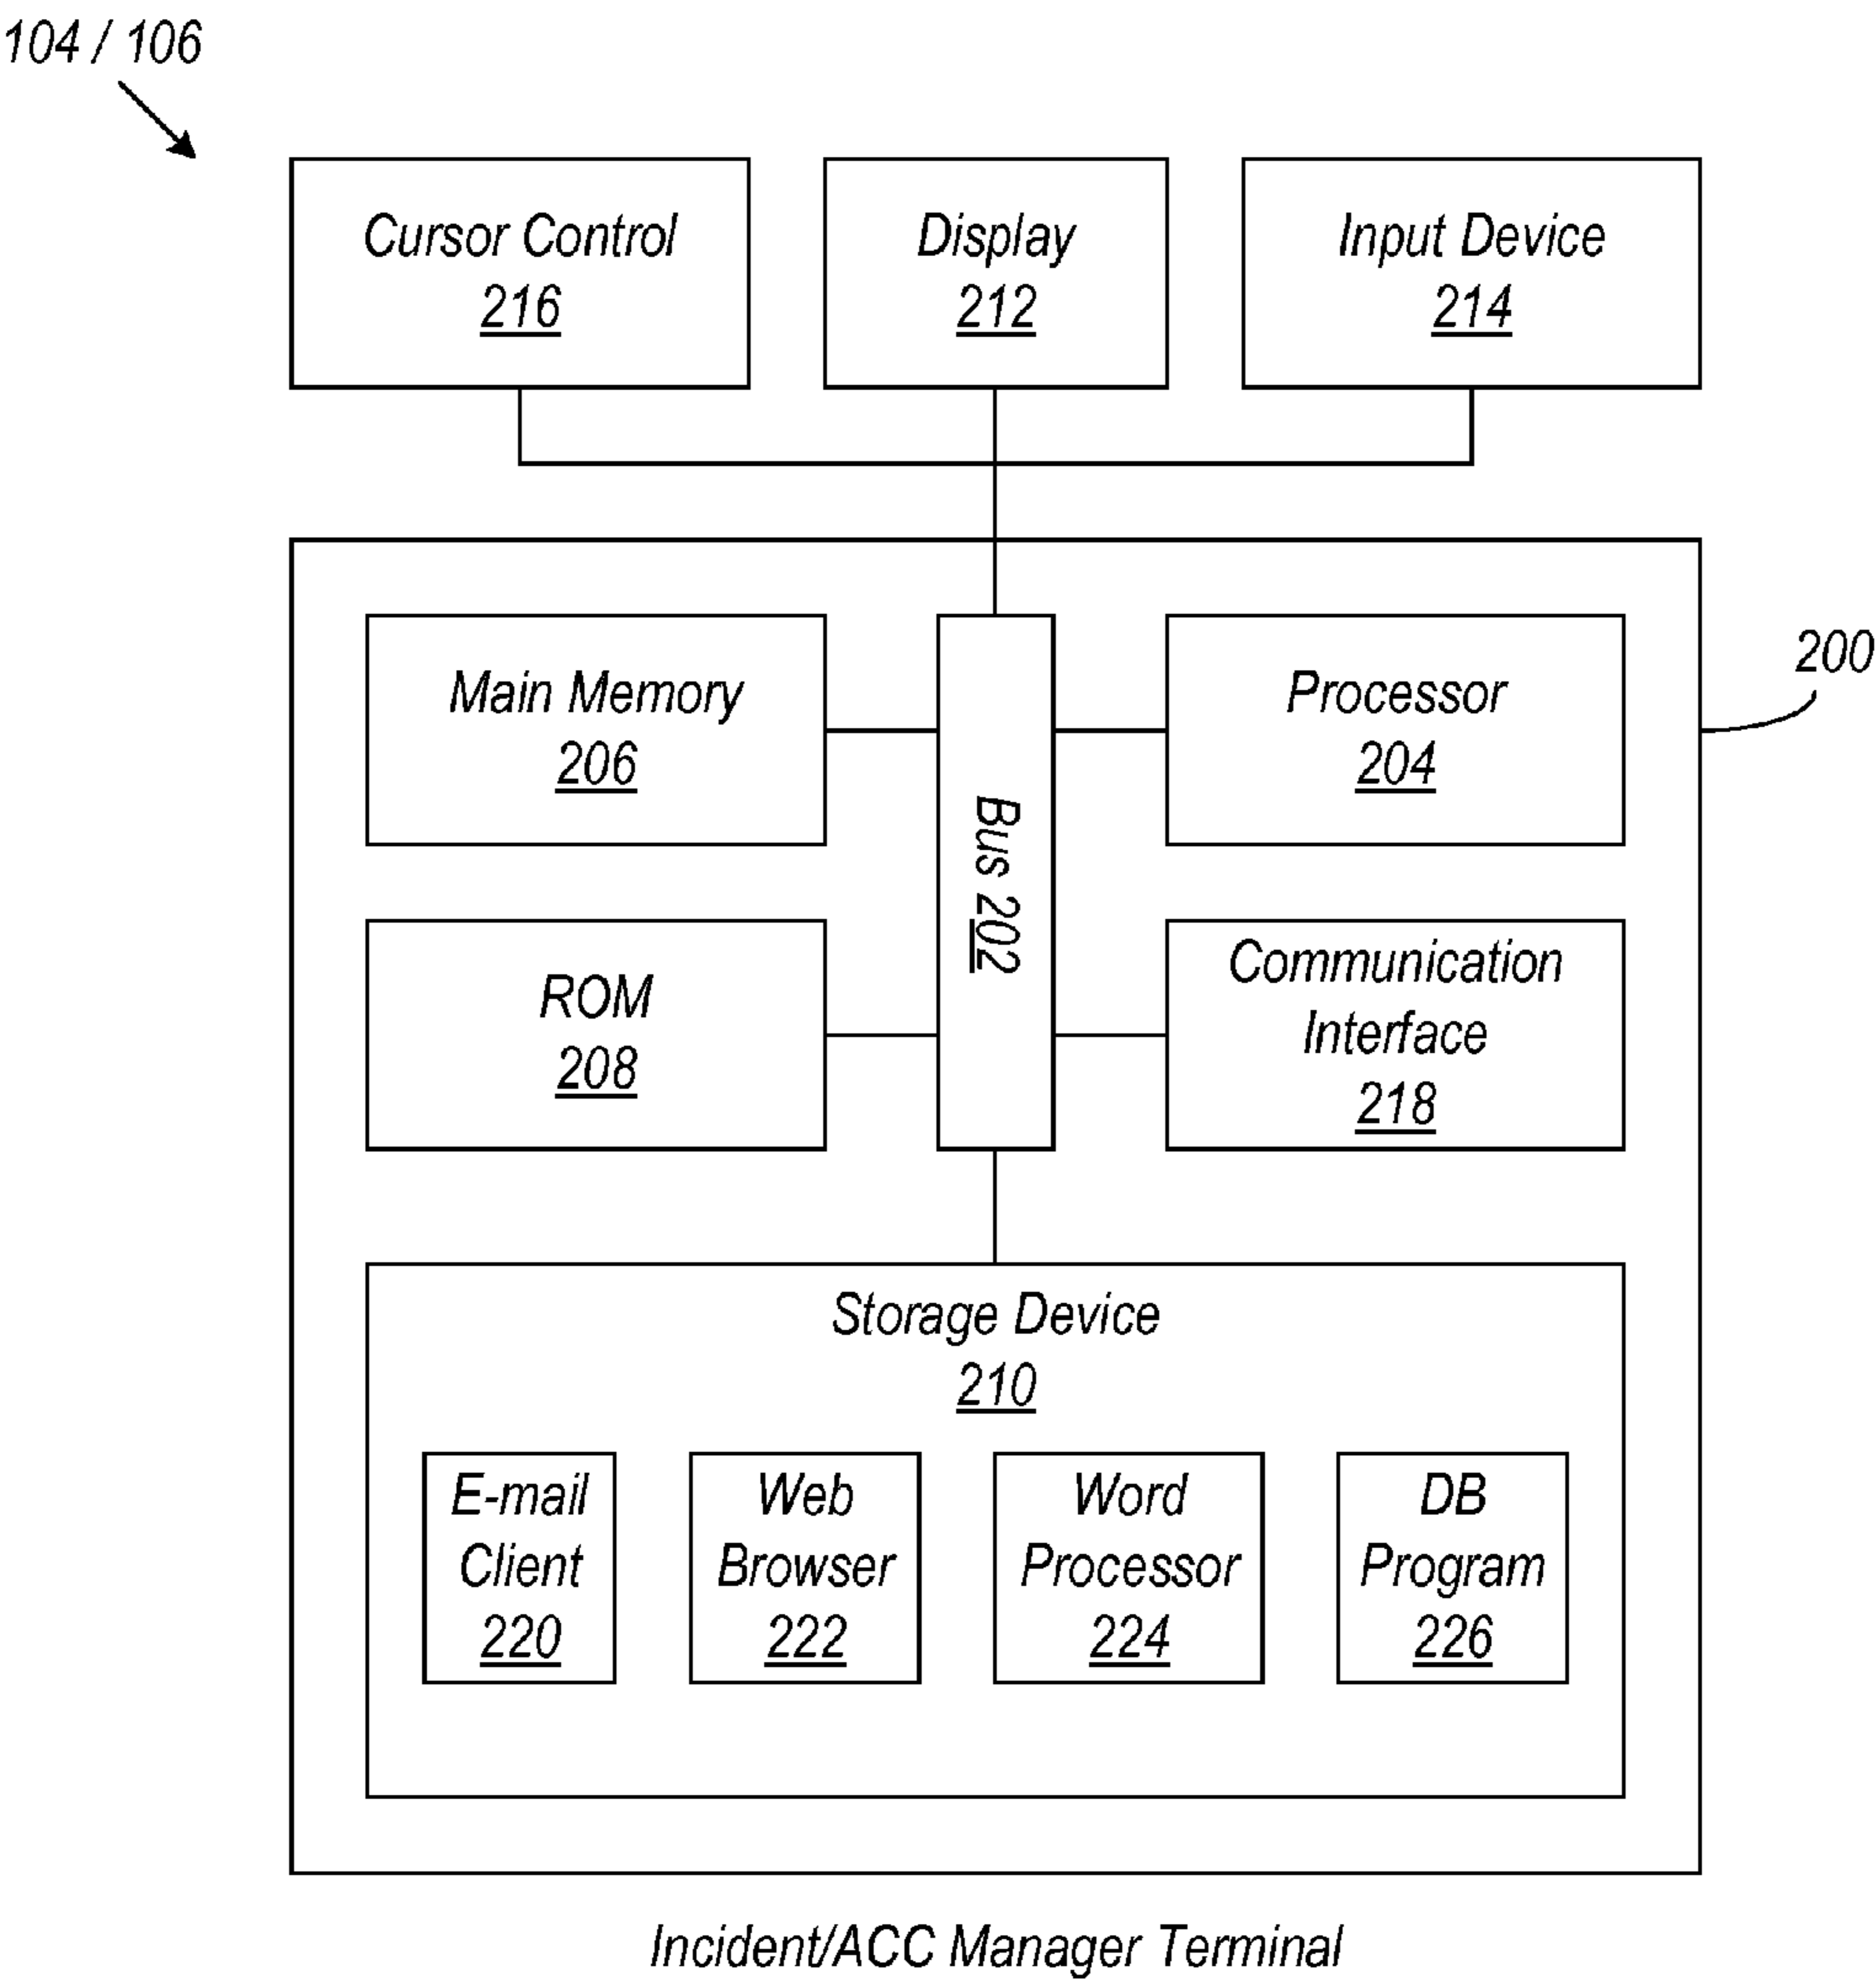 104 / 106
Cursor Control
216
Display
212
Input Device
214
Main Memory
206
Bus 202
Processor
204
200
ROM
208
Communication
Interface
218
Storage Device
210
E-mail
Client
220
Web
Browser
222
Word
Processor
224
DB
Program
226
Incident/ACC Manager Terminal